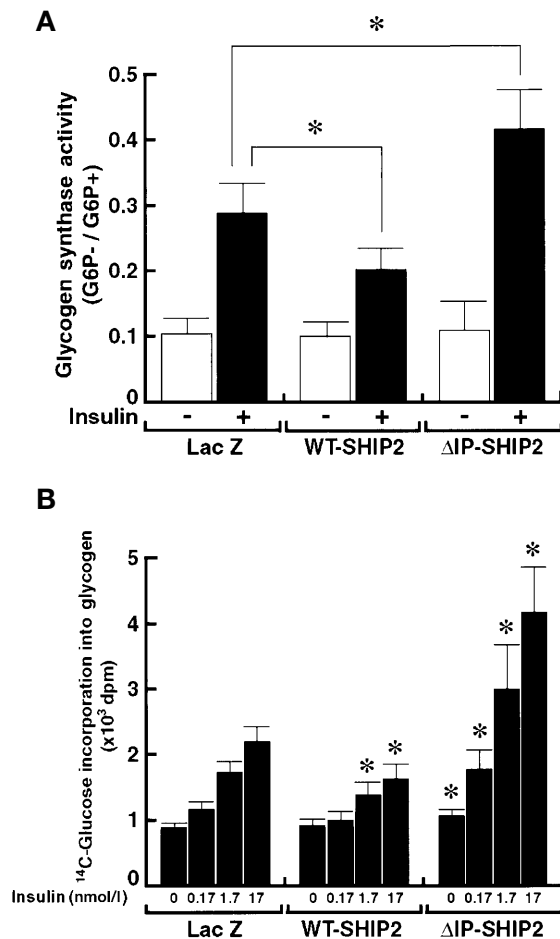 A
*
*
Glycogen synthase activity
(G6P- / G6P+)
0.5
0.4
0.3
0.2
0.1
0
Insulin - + - + - +
Lac Z WT-SHIP2 ΔIP-SHIP2
B
¹⁴C-Glucose incorporation into glycogen
(x10³ dpm)
5
4
3
2
1
0
* * * * * *
Insulin (nmol/l) 0 0.17 1.7 17 0 0.17 1.7 17 0 0.17 1.7 17
Lac Z WT-SHIP2 ΔIP-SHIP2